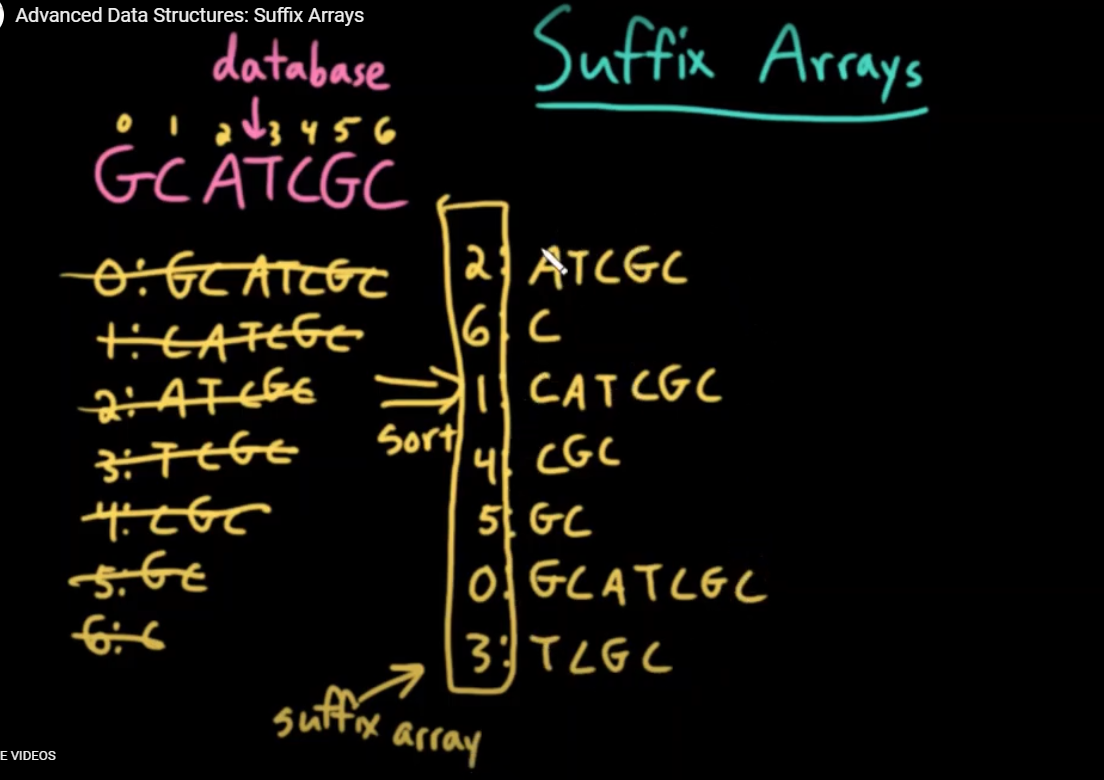 Advanced Data Structures: Suffix Arrays
Suffix Arrays
database
0 1 2 3 4 5 6
GCATCGC
0: GCATCGC
1: CATCGC
2: ATCGC
3: TCGC
4: CGC
5: GC
6: C
Sort
2: ATCGC
6: C
1: CATCGC
4: CGC
5: GC
0: GCATCGC
3: TCGC
suffix array
E VIDEOS